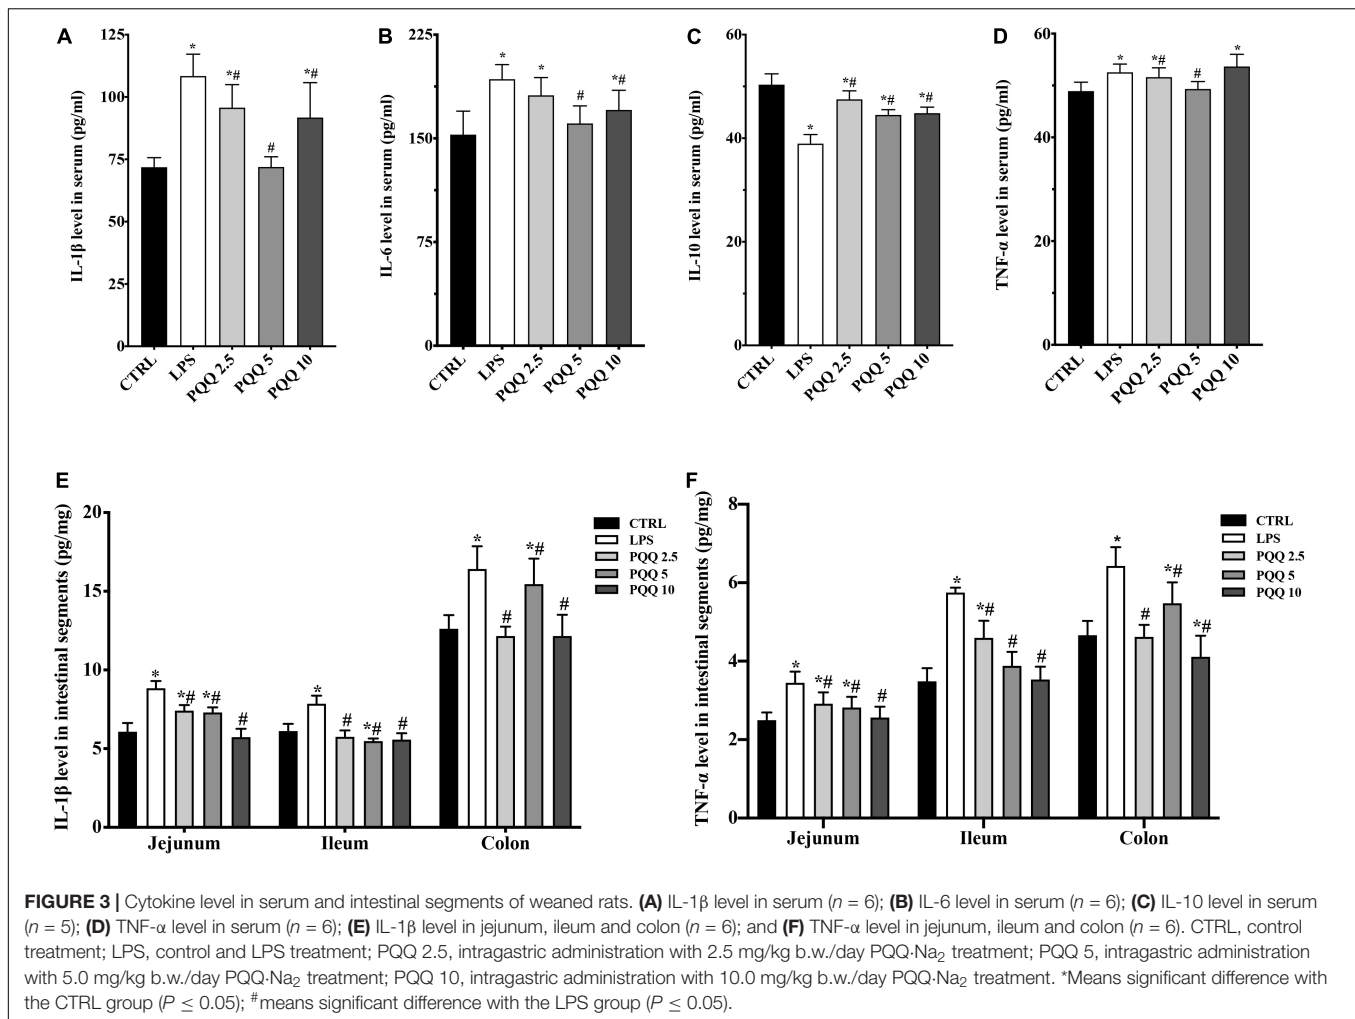 A
IL-1β level in serum (pg/ml)
125
100
75
50
25
0
*
*#
#
*#
CTRL
LPS
PQQ 2.5
PQQ 5
PQQ 10
B
IL-6 level in serum (pg/ml)
225
150
75
0
*
*
#
*#
CTRL
LPS
PQQ 2.5
PQQ 5
PQQ 10
C
IL-10 level in serum (pg/ml)
60
40
20
0
*
*#
*#
*#
CTRL
LPS
PQQ 2.5
PQQ 5
PQQ 10
D
TNF-α level in serum (pg/ml)
60
40
20
0
*
*#
#
*
CTRL
LPS
PQQ 2.5
PQQ 5
PQQ 10
E
IL-1β level in intestinal segments (pg/mg)
20
15
10
5
0
*
*#
*#
#
*
#
*#
#
*
#
*#
#
Jejunum
Ileum
Colon
CTRL
LPS
PQQ 2.5
PQQ 5
PQQ 10
F
TNF-α level in intestinal segments (pg/mg)
8
6
4
2
0
*
*#
*#
#
*
*#
#
#
*
#
*#
*#
Jejunum
Ileum
Colon
CTRL
LPS
PQQ 2.5
PQQ 5
PQQ 10
FIGURE 3 | Cytokine level in serum and intestinal segments of weaned rats. (A) IL-1β level in serum (n = 6); (B) IL-6 level in serum (n = 6); (C) IL-10 level in serum
(n = 5); (D) TNF-α level in serum (n = 6); (E) IL-1β level in jejunum, ileum and colon (n = 6); and (F) TNF-α level in jejunum, ileum and colon (n = 6). CTRL, control
treatment; LPS, control and LPS treatment; PQQ 2.5, intragastric administration with 2.5 mg/kg b.w./day PQQ·Na₂ treatment; PQQ 5, intragastric administration
with 5.0 mg/kg b.w./day PQQ·Na₂ treatment; PQQ 10, intragastric administration with 10.0 mg/kg b.w./day PQQ·Na₂ treatment. *Means significant difference with
the CTRL group (P ≤ 0.05); #means significant difference with the LPS group (P ≤ 0.05).